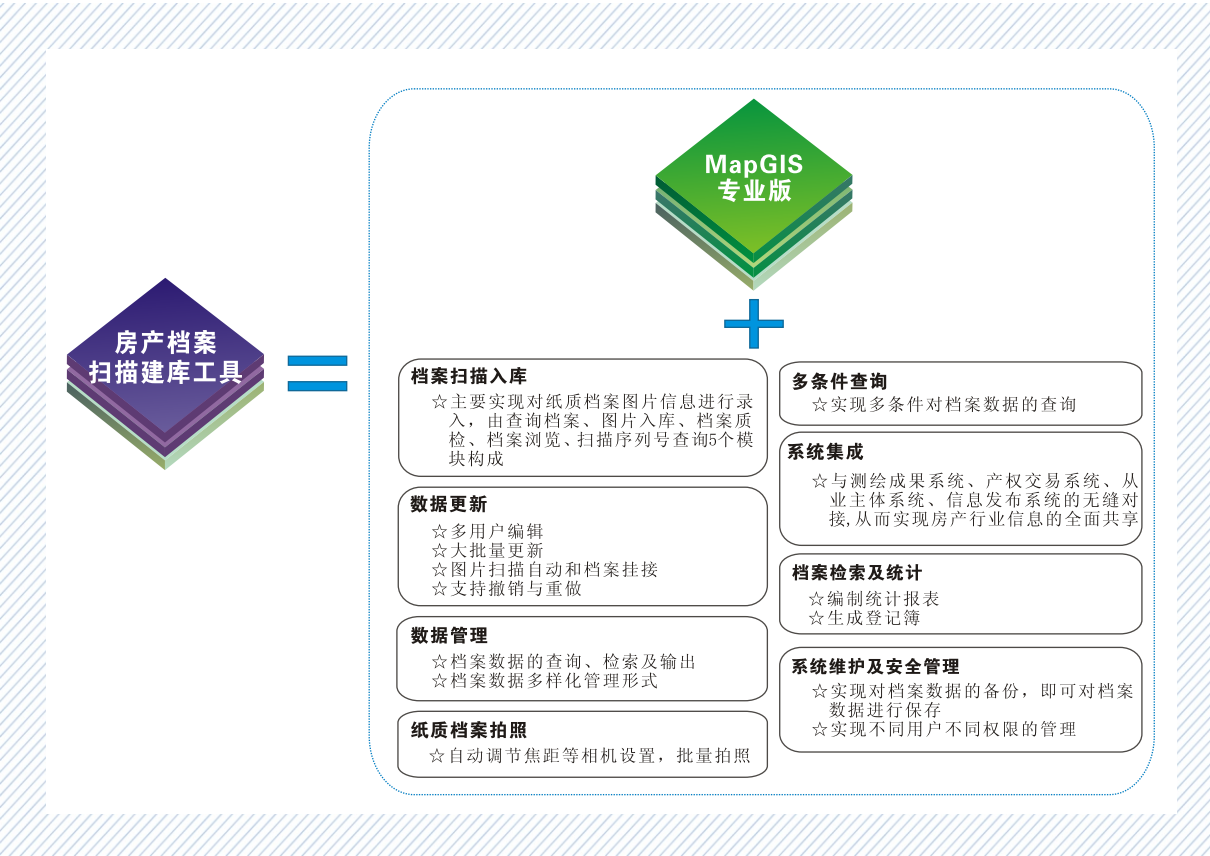 房产档案
扫描建库工具
MapGIS
专业版
档案扫描入库
☆主要实现对纸质档案图片信息进行录
入，由查询档案、图片入库、档案质
检、档案浏览、扫描序列号查询5个模
块构成
数据更新
☆多用户编辑
☆大批量更新
☆图片扫描自动和档案挂接
☆支持撤销与重做
数据管理
☆档案数据的查询、检索及输出
☆档案数据多样化管理形式
纸质档案拍照
☆自动调节焦距等相机设置，批量拍照
多条件查询
☆实现多条件对档案数据的查询
系统集成
☆与测绘成果系统、产权交易系统、从
业主体系统、信息发布系统的无缝对
接,从而实现房产行业信息的全面共享
档案检索及统计
☆编制统计报表
☆生成登记簿
系统维护及安全管理
☆实现对档案数据的备份，即可对档案
数据进行保存
☆实现不同用户不同权限的管理